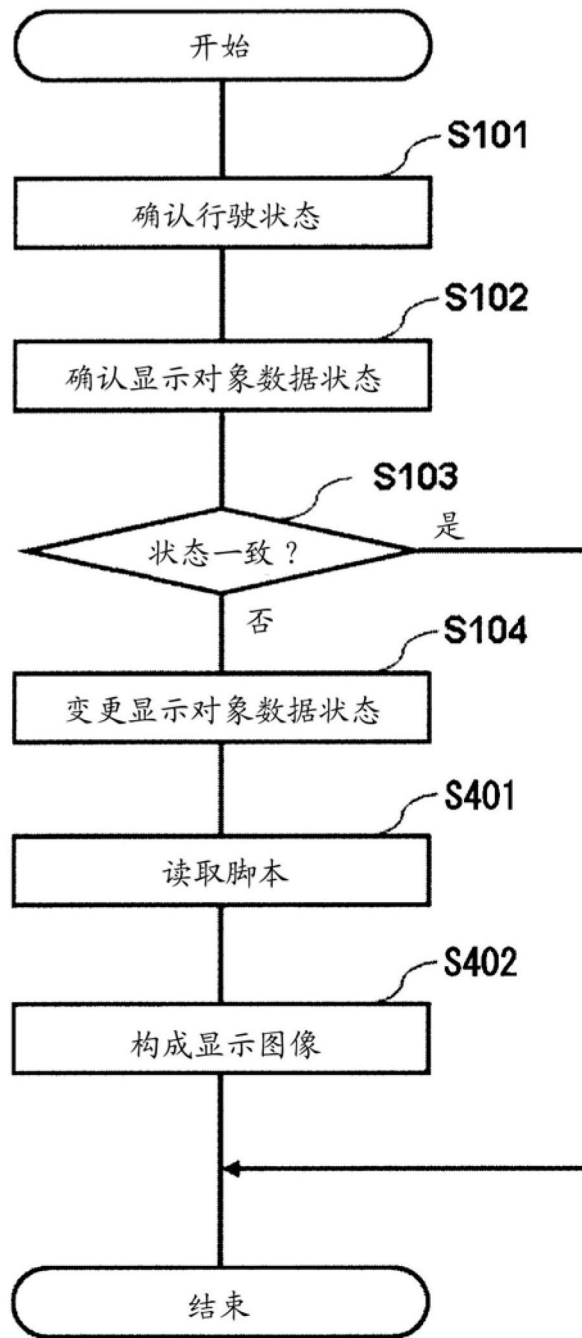 开始
S101
确认行驶状态
S102
确认显示对象数据状态
S103
状态一致？
是
否
S104
变更显示对象数据状态
S401
读取脚本
S402
构成显示图像
结束